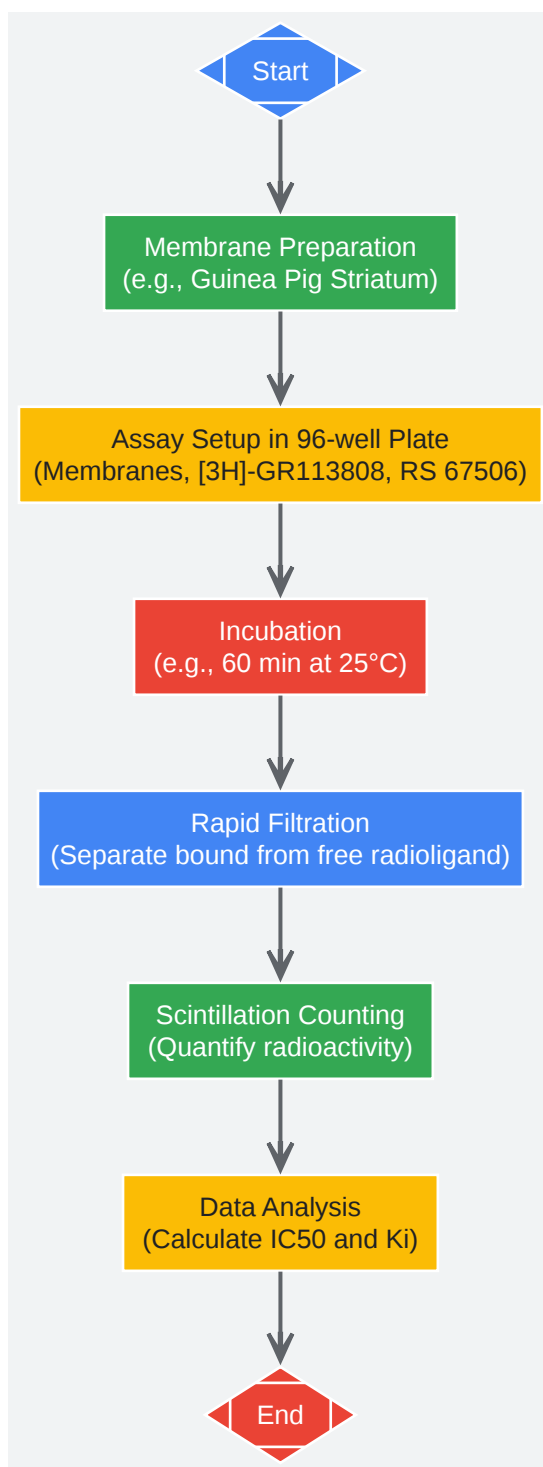 Start
Membrane Preparation
(e.g., Guinea Pig Striatum)
Assay Setup in 96-well Plate
(Membranes, [3H]-GR113808, RS 67506)
Incubation
(e.g., 60 min at 25°C)
Rapid Filtration
(Separate bound from free radioligand)
Scintillation Counting
(Quantify radioactivity)
Data Analysis
(Calculate IC50 and Ki)
End